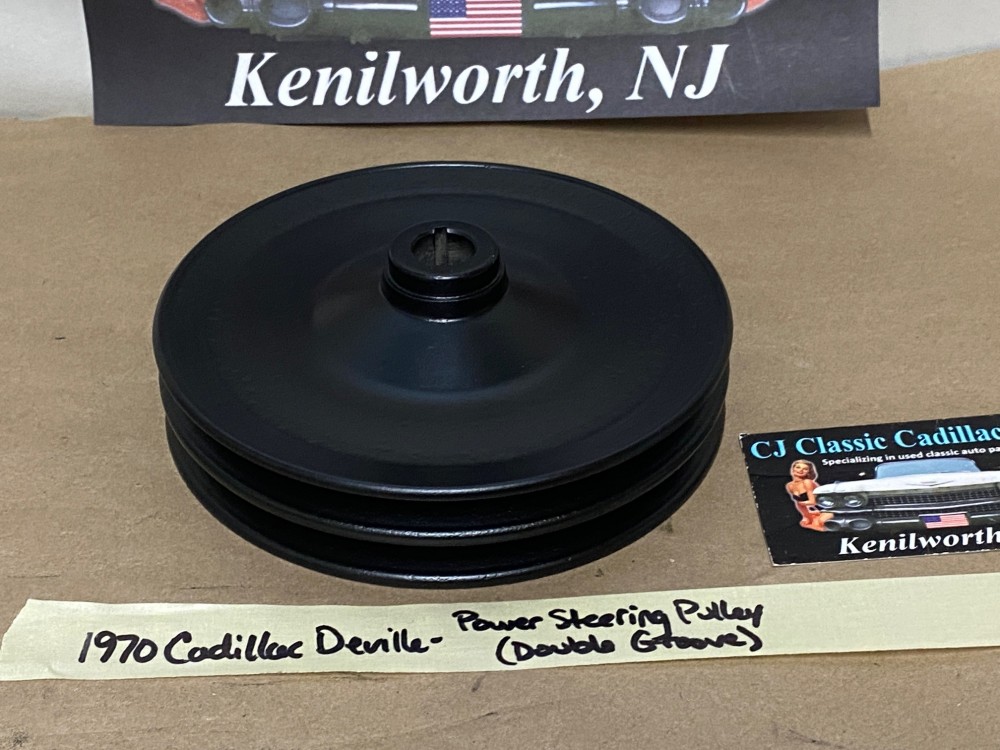 Kenilworth, NJ
CJ Classic Cadillac
Specializing in used classic auto pa
Kenilworth
1970 Cadillac Deville- Power Steering Pulley
(Double Groove)